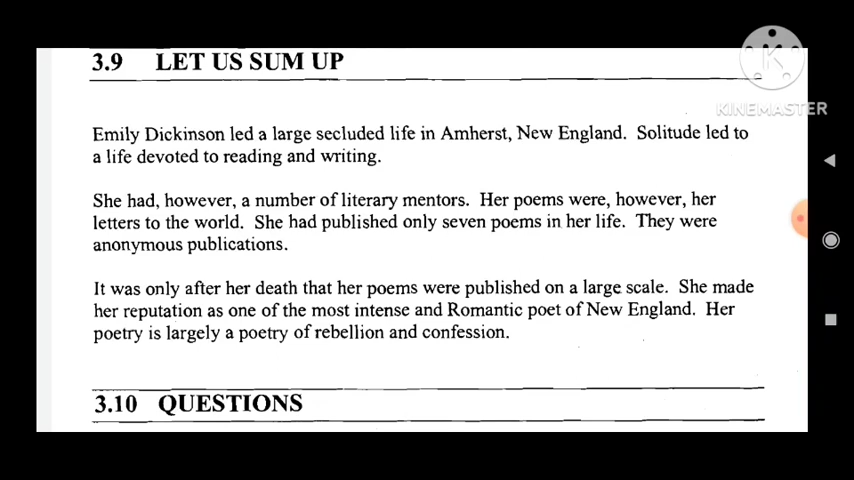 3.9 LET US SUM UP
KINEMASTER
Emily Dickinson led a large secluded life in Amherst, New England. Solitude led to
a life devoted to reading and writing.
She had, however, a number of literary mentors. Her poems were, however, her
letters to the world. She had published only seven poems in her life. They were
anonymous publications.
It was only after her death that her poems were published on a large scale. She made
her reputation as one of the most intense and Romantic poet of New England. Her
poetry is largely a poetry of rebellion and confession.
3.10 QUESTIONS